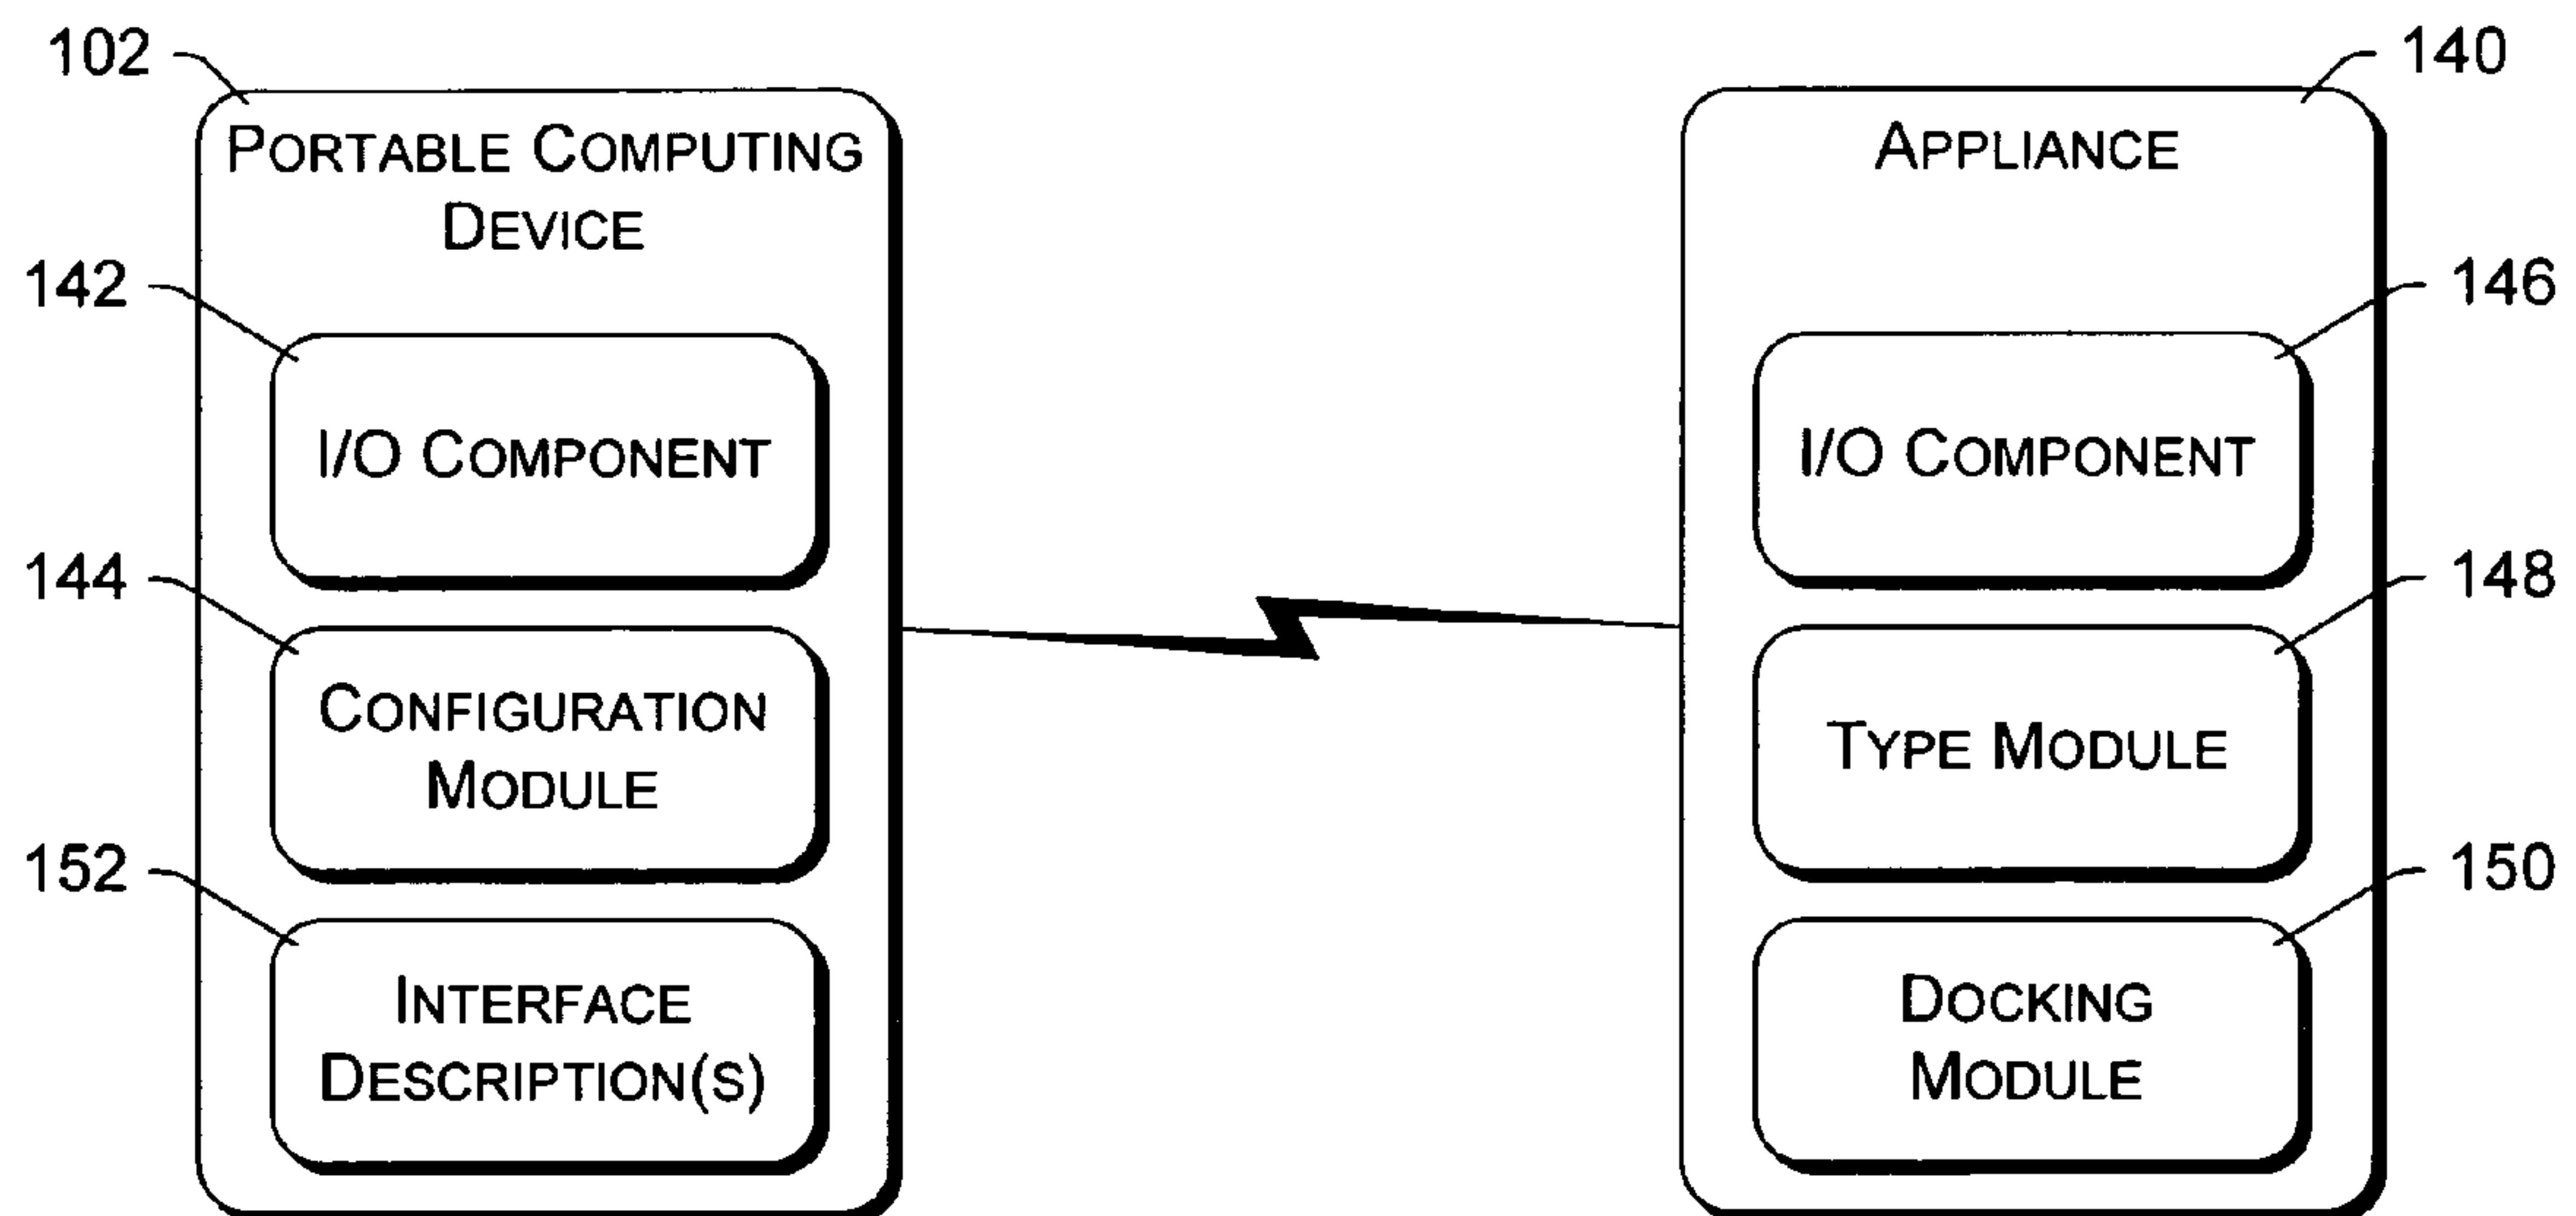 102
PORTABLE COMPUTING
DEVICE
142
I/O COMPONENT
144
CONFIGURATION
MODULE
152
INTERFACE
DESCRIPTION(S)
140
APPLIANCE
146
I/O COMPONENT
148
TYPE MODULE
150
DOCKING
MODULE